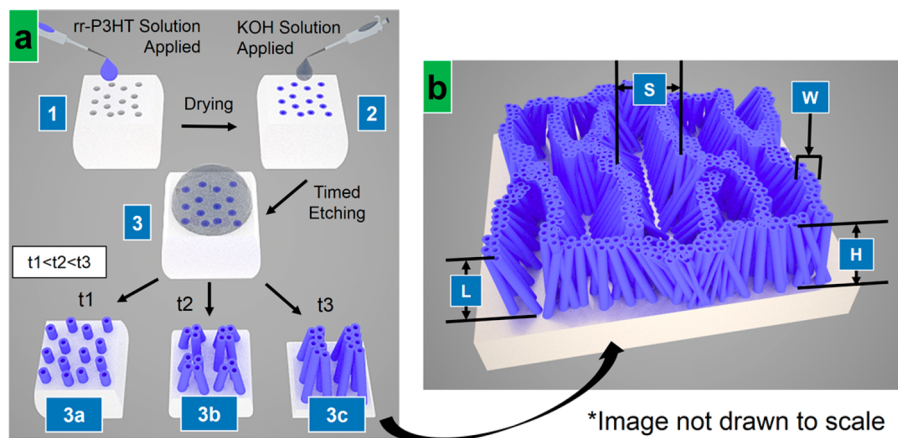 a
rr-P3HT Solution
Applied
KOH Solution
Applied
1
Drying
2
3
Timed
Etching
t1<t2<t3
t1
t2
t3
3a
3b
3c
b
S
W
L
H
*Image not drawn to scale